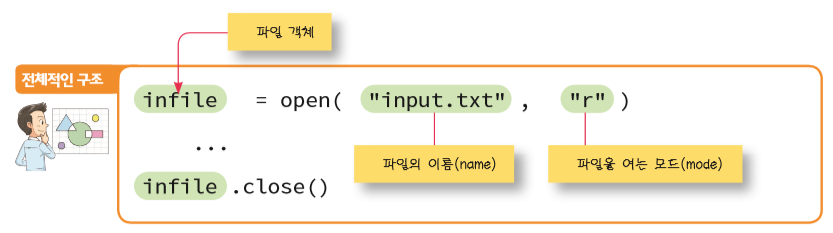 파일 객체
전체적인 구조
infile = open( "input.txt" , "r" )
파일의 이름(name)
파일을 여는 모드(mode)
...
infile .close()